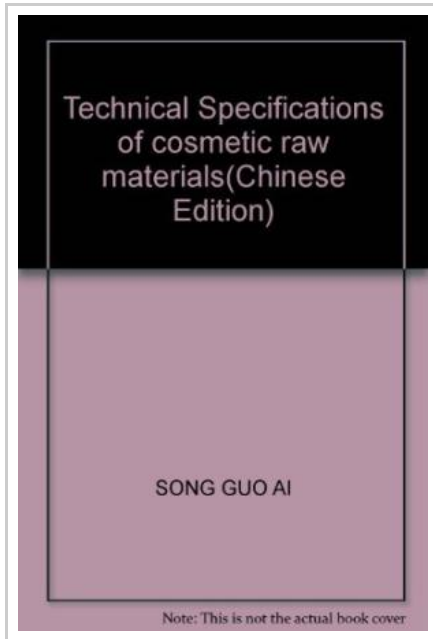 Technical Specifications
of cosmetic raw
materials(Chinese
Edition)
SONG GUO AI
Note: This is not the actual book cover